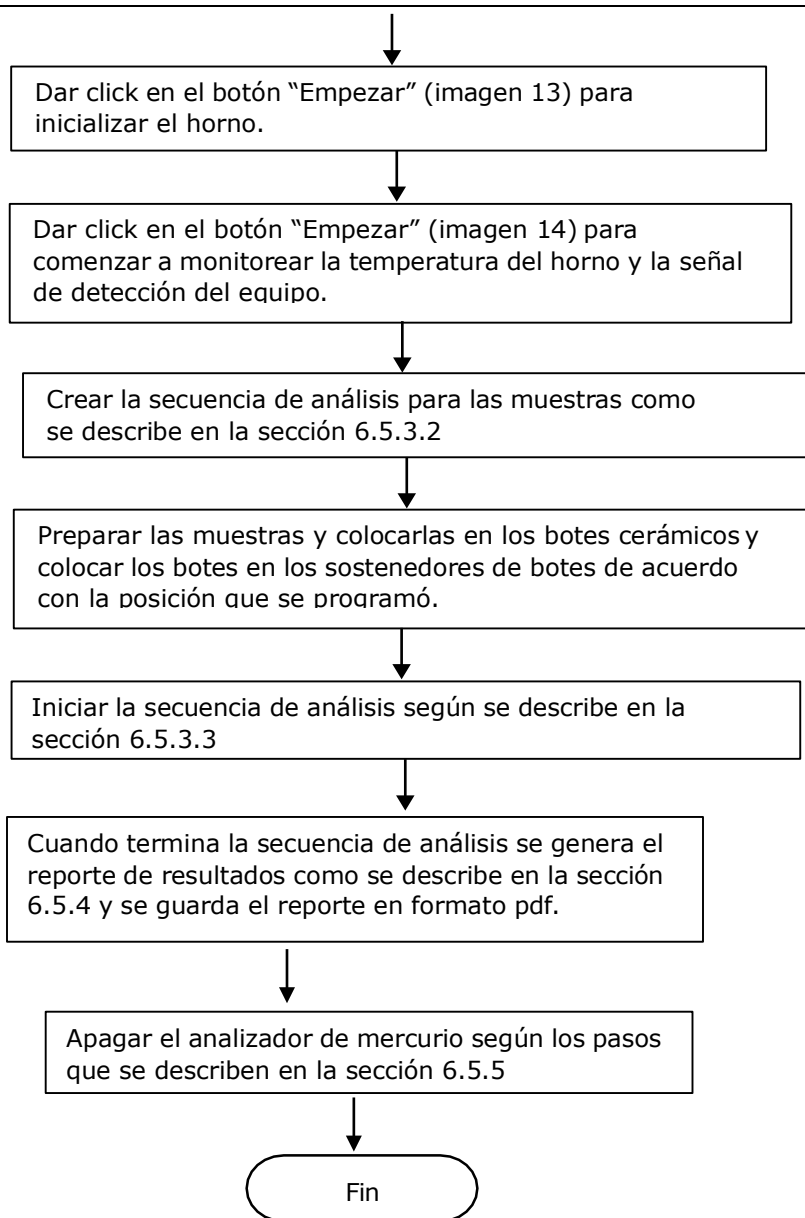 Dar click en el botón “Empezar” (imagen 13) para
inicializar el horno.
Dar click en el botón “Empezar” (imagen 14) para
comenzar a monitorear la temperatura del horno y la señal
de detección del equipo.
Crear la secuencia de análisis para las muestras como
se describe en la sección 6.5.3.2
Preparar las muestras y colocarlas en los botes cerámicos y
colocar los botes en los sostenedores de botes de acuerdo
con la posición que se programó.
Iniciar la secuencia de análisis según se describe en la
sección 6.5.3.3
Cuando termina la secuencia de análisis se genera el
reporte de resultados como se describe en la sección
6.5.4 y se guarda el reporte en formato pdf.
Apagar el analizador de mercurio según los pasos
que se describen en la sección 6.5.5
Fin